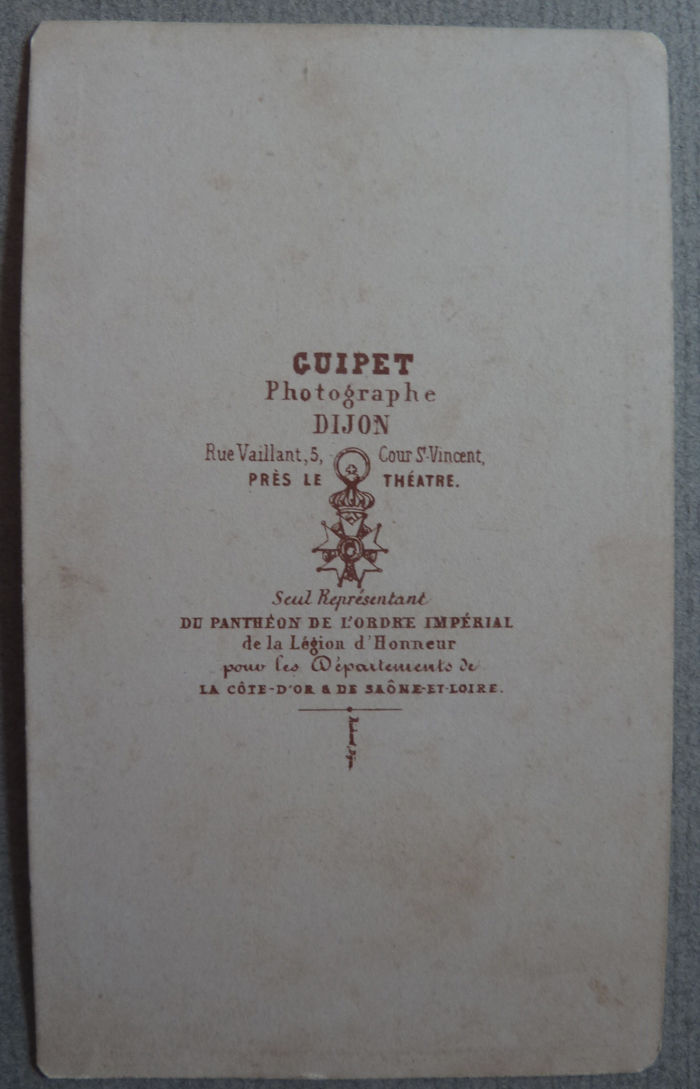 GUIPET
Photographe
DIJON
Rue Vaillant, 5, Cour St-Vincent,
PRÈS LE THÉATRE.
Seul Représentant
DU PANTHÉON DE L'ORDRE IMPÉRIAL
de la Légion d'Honneur
pour les Départements de
LA CÔTE-D'OR & DE SAÔNE-ET-LOIRE.